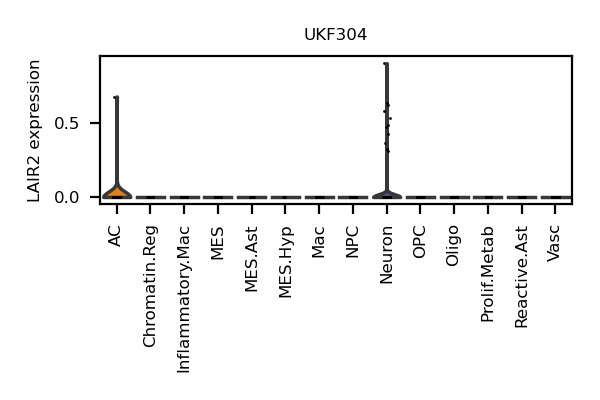 UKF304
LAIR2 expression
0.5
0.0
AC
Chromatin.Reg
Inflammatory.Mac
MES
MES.Ast
MES.Hyp
Mac
NPC
Neuron
OPC
Oligo
Prolif.Metab
Reactive.Ast
Vasc